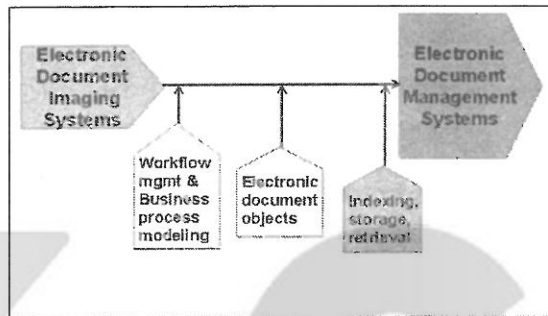 Electronic
Document
Imaging
Systems
Electronic
Document
Management
Systems
Workflow
mgmt &
Business
process
modeling
Electronic
document
objects
Indexing,
storage,
retrieval